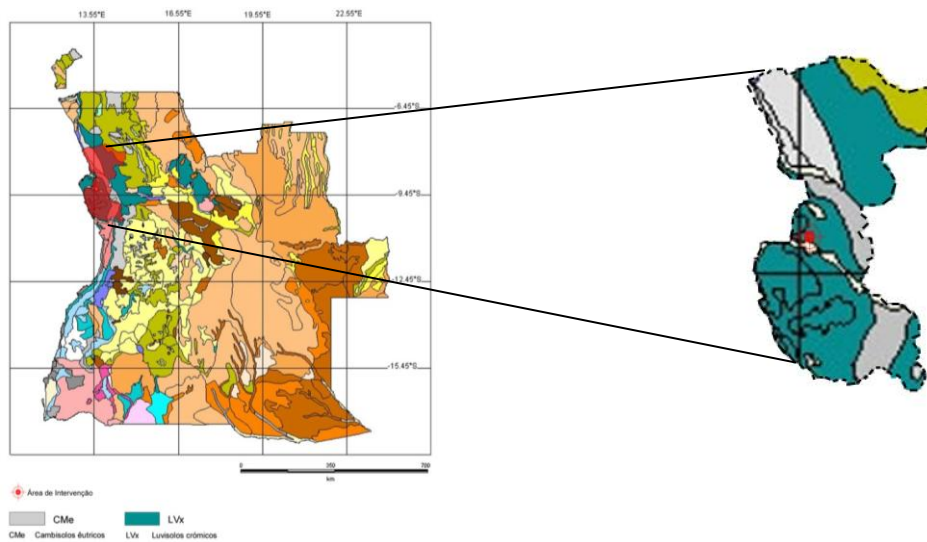 13.55°E 16.55°E 19.55°E 22.55°E
-6.45°S
-9.45°S
-12.45°S
-15.45°S
0 350 700
km
Área de Intervenção
CMe LVx
CMe Cambisolos êutricos LVx Luvisolos crómicos